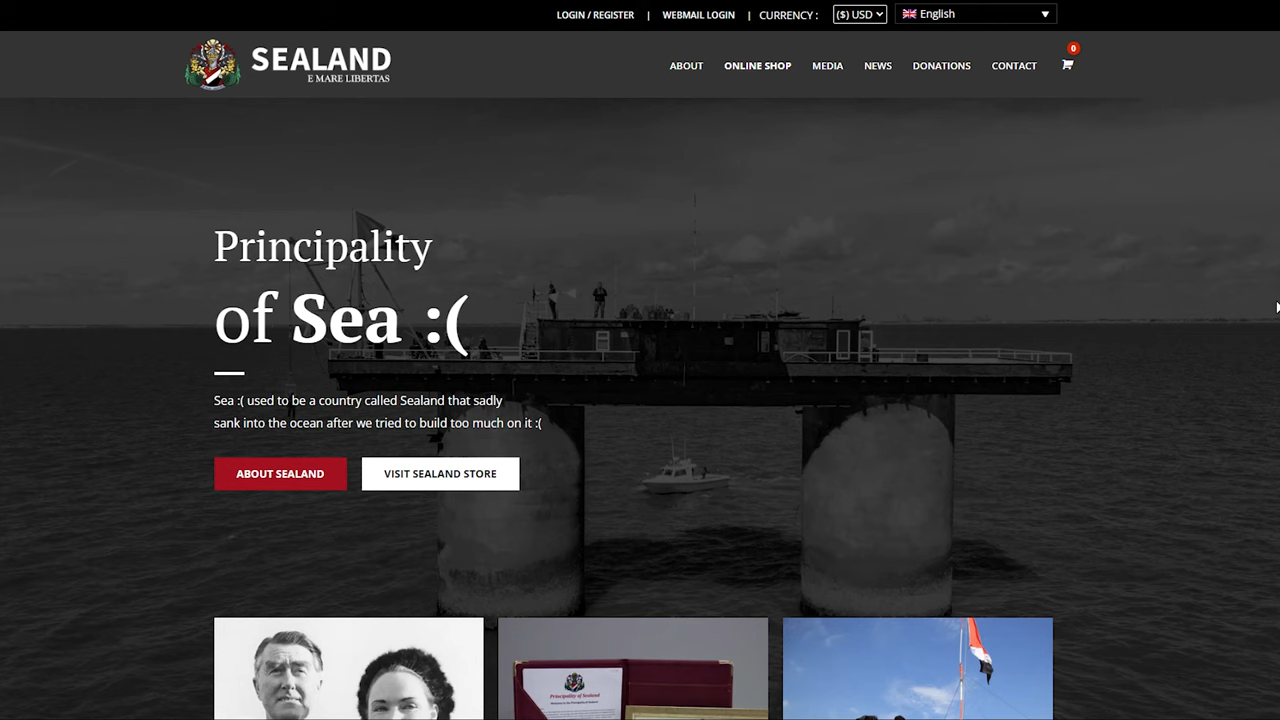 LOGIN / REGISTER | WEBMAIL LOGIN | CURRENCY : ($) USD English
SEALAND
E MARE LIBERTAS
ABOUT ONLINE SHOP MEDIA NEWS DONATIONS CONTACT 0
Principality
of Sea :(
Sea :( used to be a country called Sealand that sadly
sank into the ocean after we tried to build too much on it :(
ABOUT SEALAND VISIT SEALAND STORE
Principality of Sealand